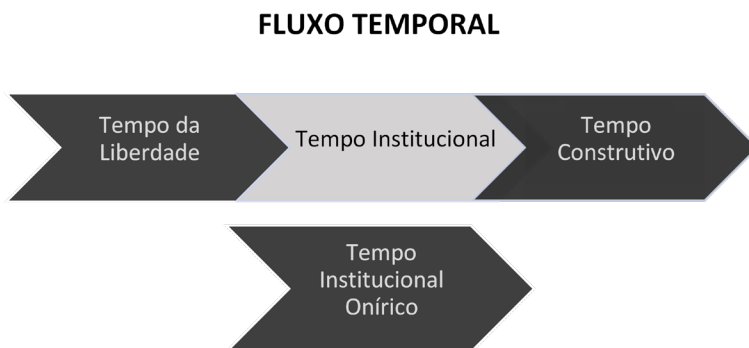 FLUXO TEMPORAL
Tempo da
Liberdade
Tempo Institucional
Tempo
Construtivo
Tempo
Institucional
Onírico